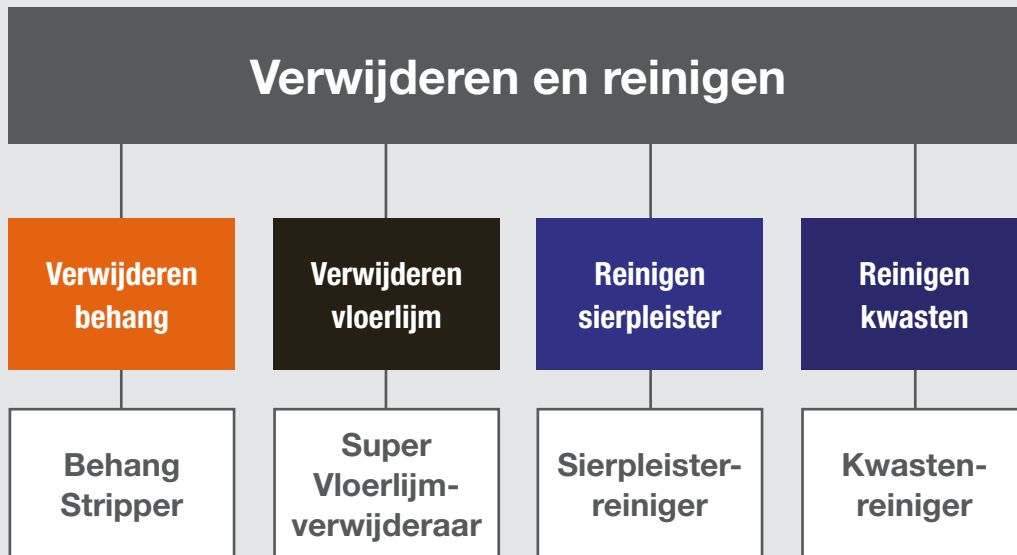 Verwijderen en reinigen
Verwijderen
behang
Verwijderen
vloerlijm
Reinigen
sierpleister
Reinigen
kwasten
Behang
Stripper
Super
Vloerlijm-
verwijderaar
Sierpleister-
reiniger
Kwasten-
reiniger